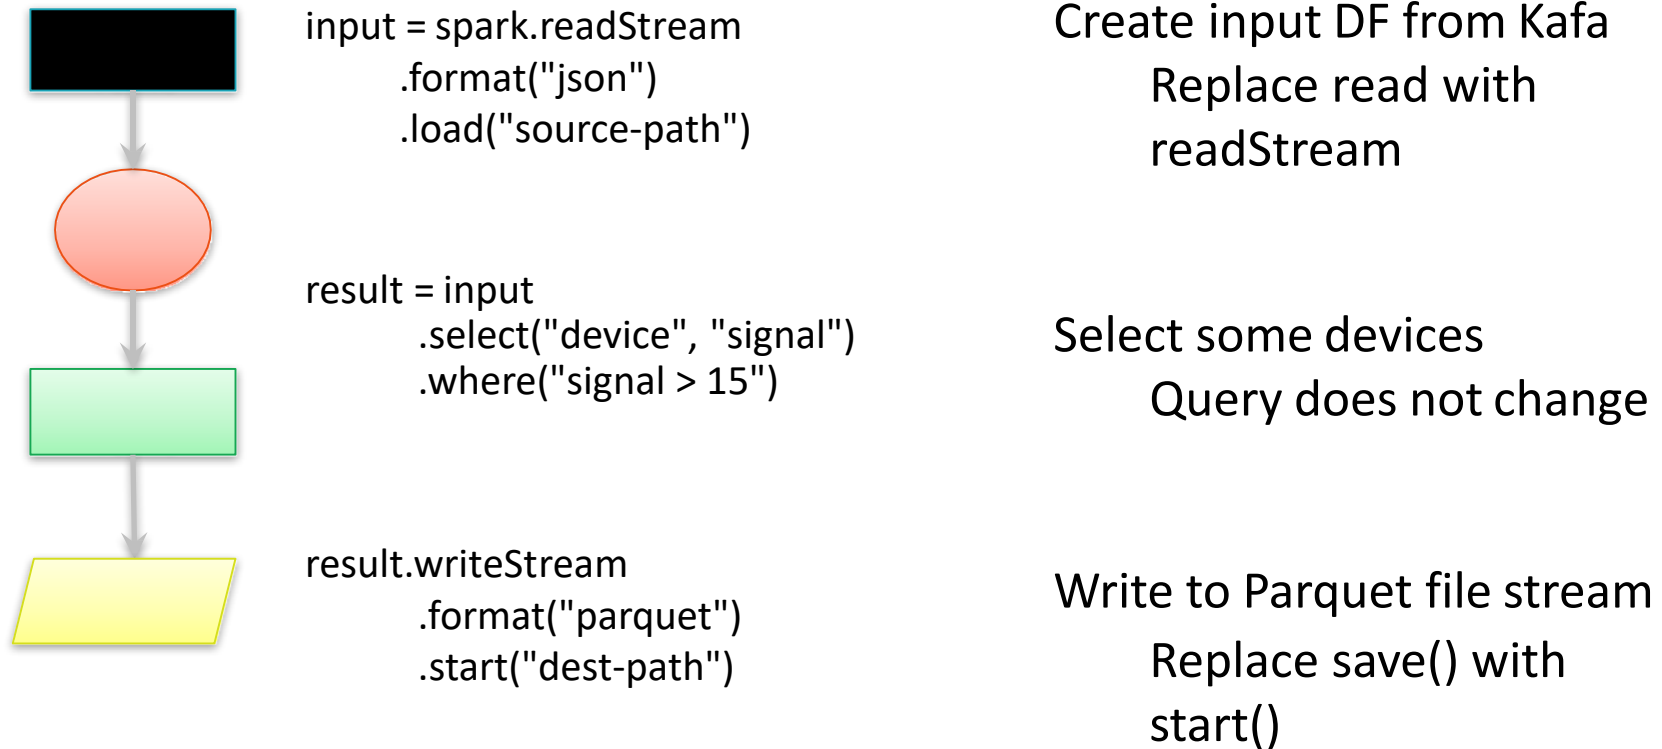 input = spark.readStream
.format("json")
.load("source-path")
Create input DF from Kafa
Replace read with
readStream
result = input
.select("device", "signal")
.where("signal > 15")
Select some devices
Query does not change
result.writeStream
.format("parquet")
.start("dest-path")
Write to Parquet file stream
Replace save() with
start()